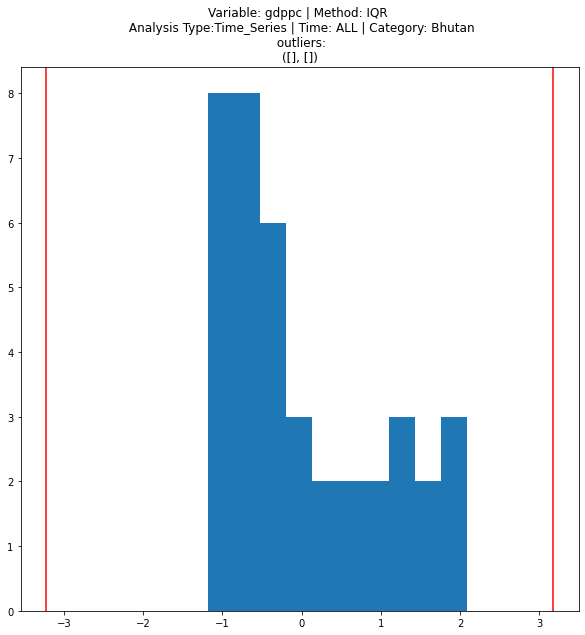 Variable: gdppc | Method: IQR
Analysis Type:Time_Series | Time: ALL | Category: Bhutan
outliers:
([], [])
8
7
6
5
4
3
2
1
0
−3 −2 −1 0 1 2 3